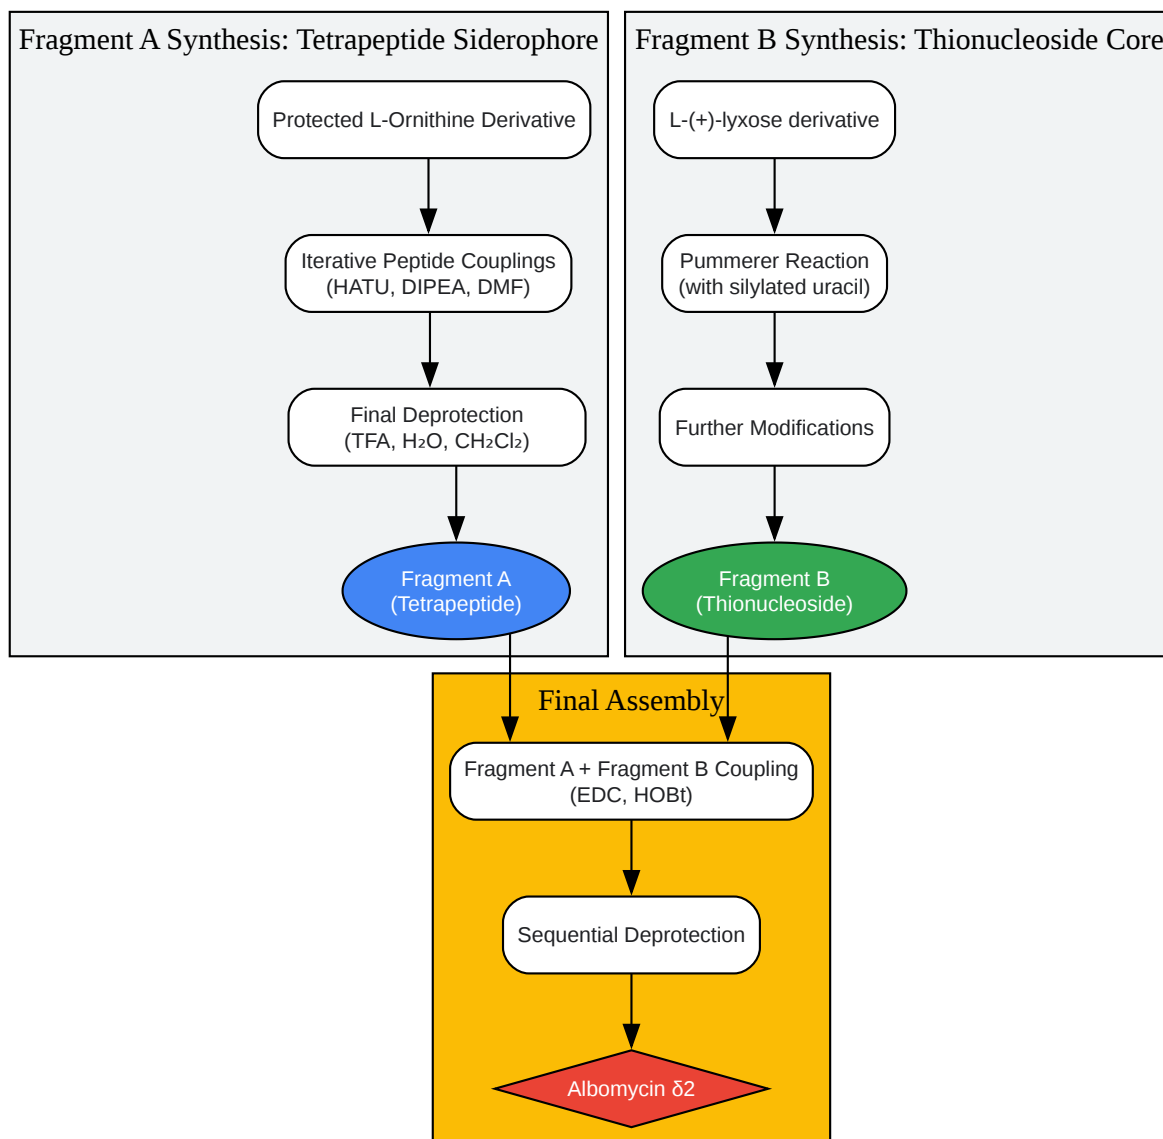 Fragment A Synthesis: Tetrapeptide Siderophore
Protected L-Ornithine Derivative
Iterative Peptide Couplings
(HATU, DIPEA, DMF)
Final Deprotection
(TFA, H₂O, CH₂Cl₂)
Fragment A
(Tetrapeptide)
Fragment B Synthesis: Thionucleoside Core
L-(+)-lyxose derivative
Pummerer Reaction
(with silylated uracil)
Further Modifications
Fragment B
(Thionucleoside)
Final Assembly
Fragment A + Fragment B Coupling
(EDC, HOBt)
Sequential Deprotection
Albomycin δ2